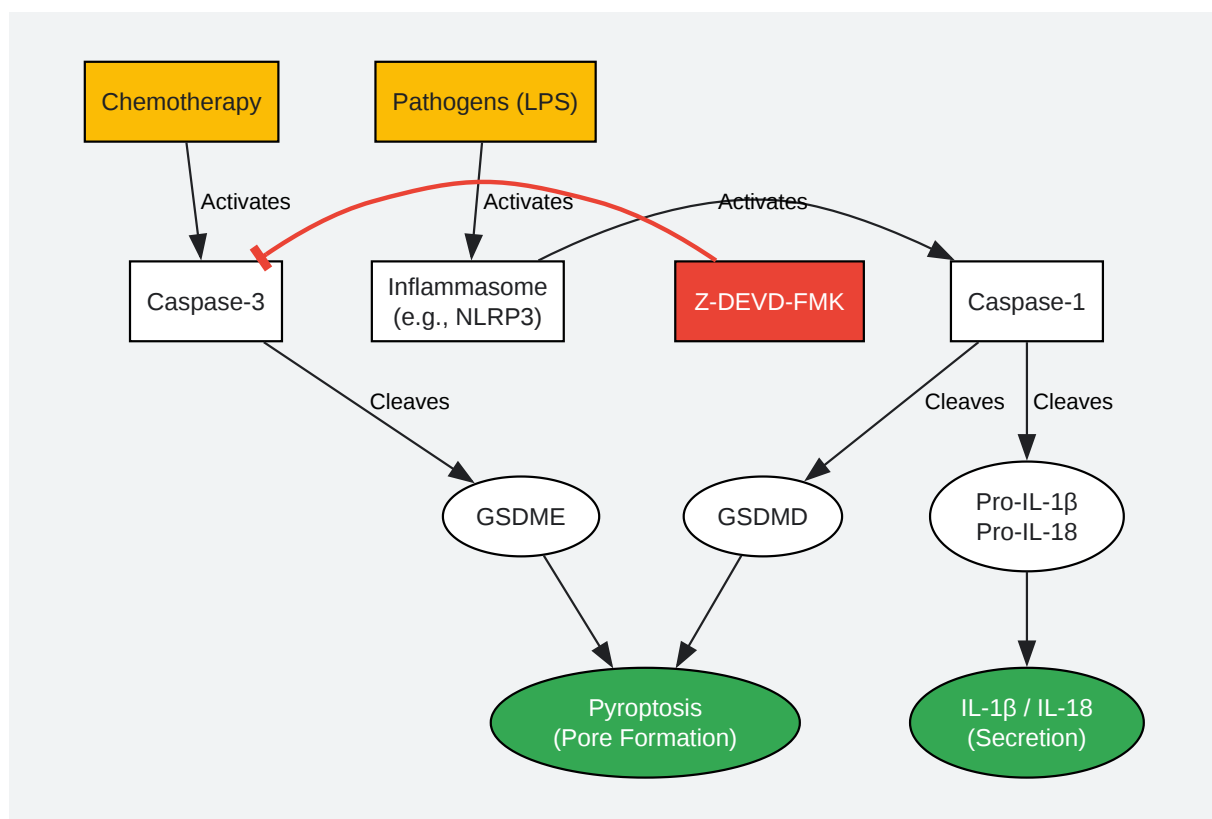 Chemotherapy
Pathogens (LPS)
Activates
Activates
Activates
Caspase-3
Inflammasome
(e.g., NLRP3)
Z-DEVD-FMK
Caspase-1
Cleaves
Cleaves
Cleaves
GSDME
GSDMD
Pro-IL-1β
Pro-IL-18
Pyroptosis
(Pore Formation)
IL-1β / IL-18
(Secretion)